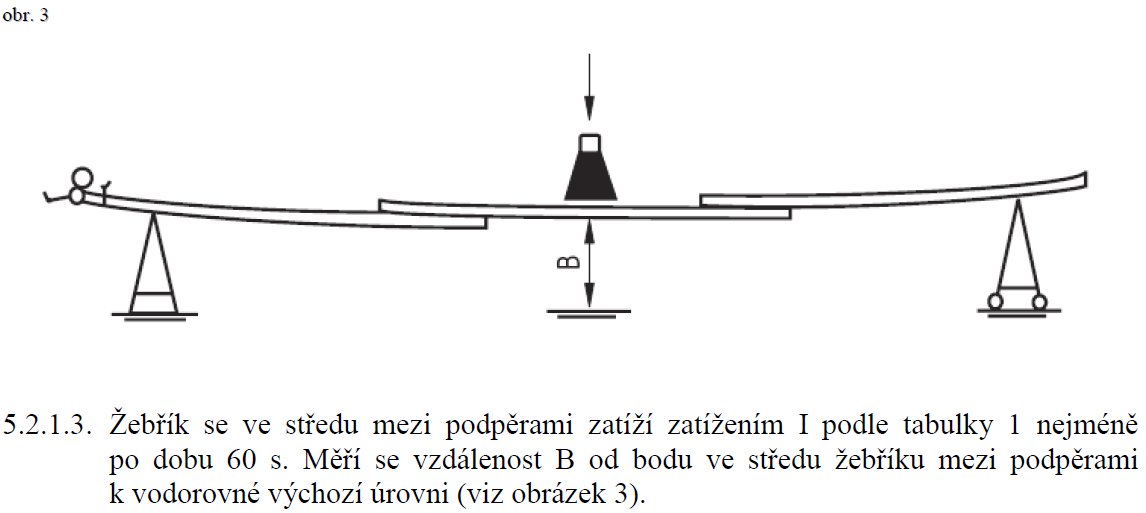 obr. 3
B
5.2.1.3. Žebřík se ve středu mezi podpěrami zatíží zatížením I podle tabulky 1 nejméně
po dobu 60 s. Měří se vzdálenost B od bodu ve středu žebříku mezi podpěrami
k vodorovné výchozí úrovni (viz obrázek 3).